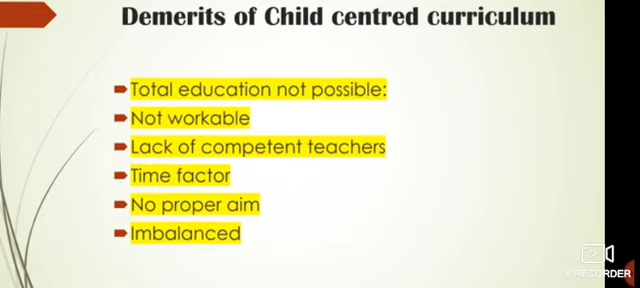 Demerits of Child centred curriculum
Total education not possible:
Not workable
Lack of competent teachers
Time factor
No proper aim
Imbalanced
V.RECORDER